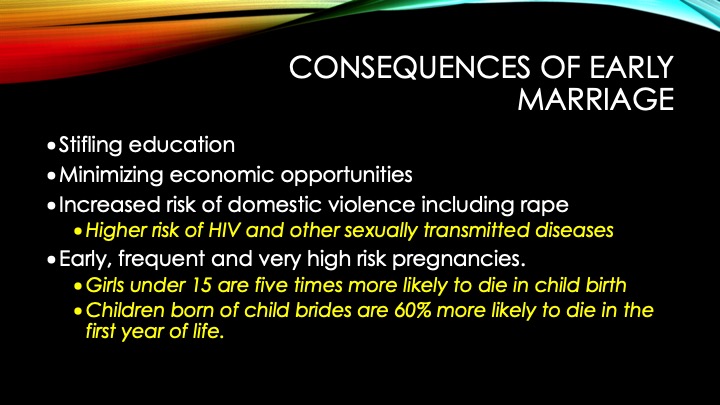 CONSEQUENCES OF EARLY
MARRIAGE
•Stifling education
•Minimizing economic opportunities
•Increased risk of domestic violence including rape
•Higher risk of HIV and other sexually transmitted diseases
•Early, frequent and very high risk pregnancies.
•Girls under 15 are five times more likely to die in child birth
•Children born of child brides are 60% more likely to die in the
first year of life.